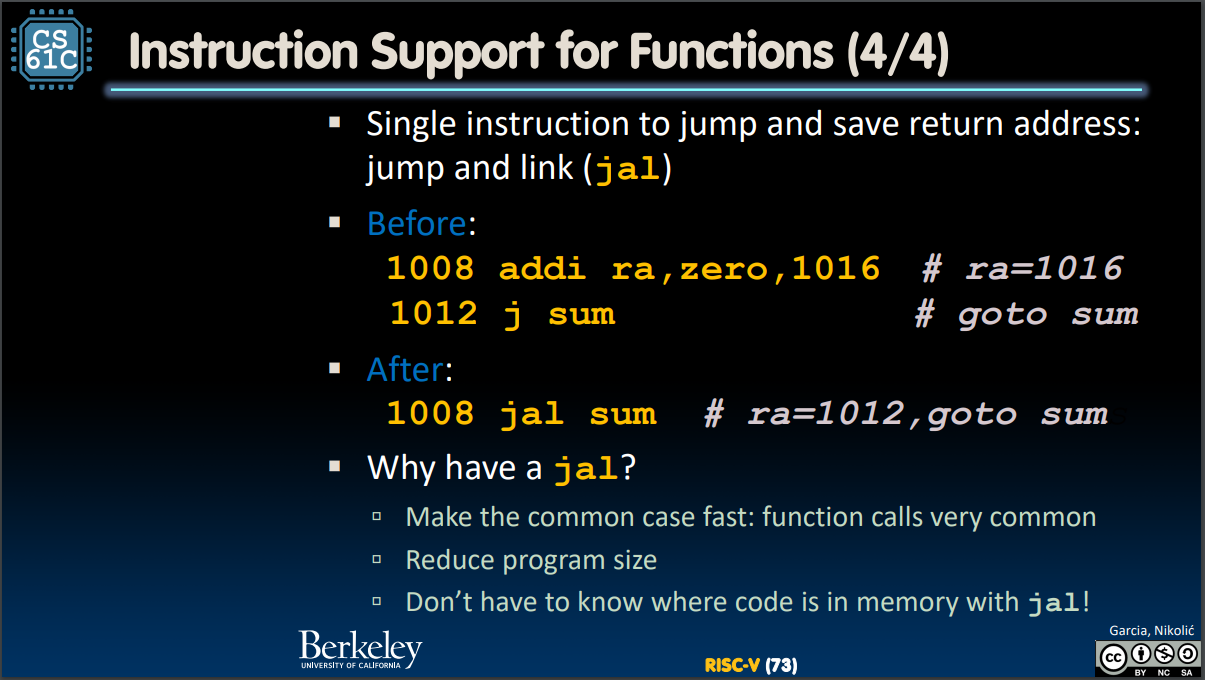 CS
61C
Instruction Support for Functions (4/4)
▪ Single instruction to jump and save return address:
jump and link (jal)
▪ Before:
1008 addi ra,zero,1016 # ra=1016
1012 j sum # goto sum
▪ After:
1008 jal sum # ra=1012,goto sum
▪ Why have a jal?
▫ Make the common case fast: function calls very common
▫ Reduce program size
▫ Don’t have to know where code is in memory with jal!
Berkeley
UNIVERSITY OF CALIFORNIA
RISC-V (73)
Garcia, Nikolić
cc
BY NC SA